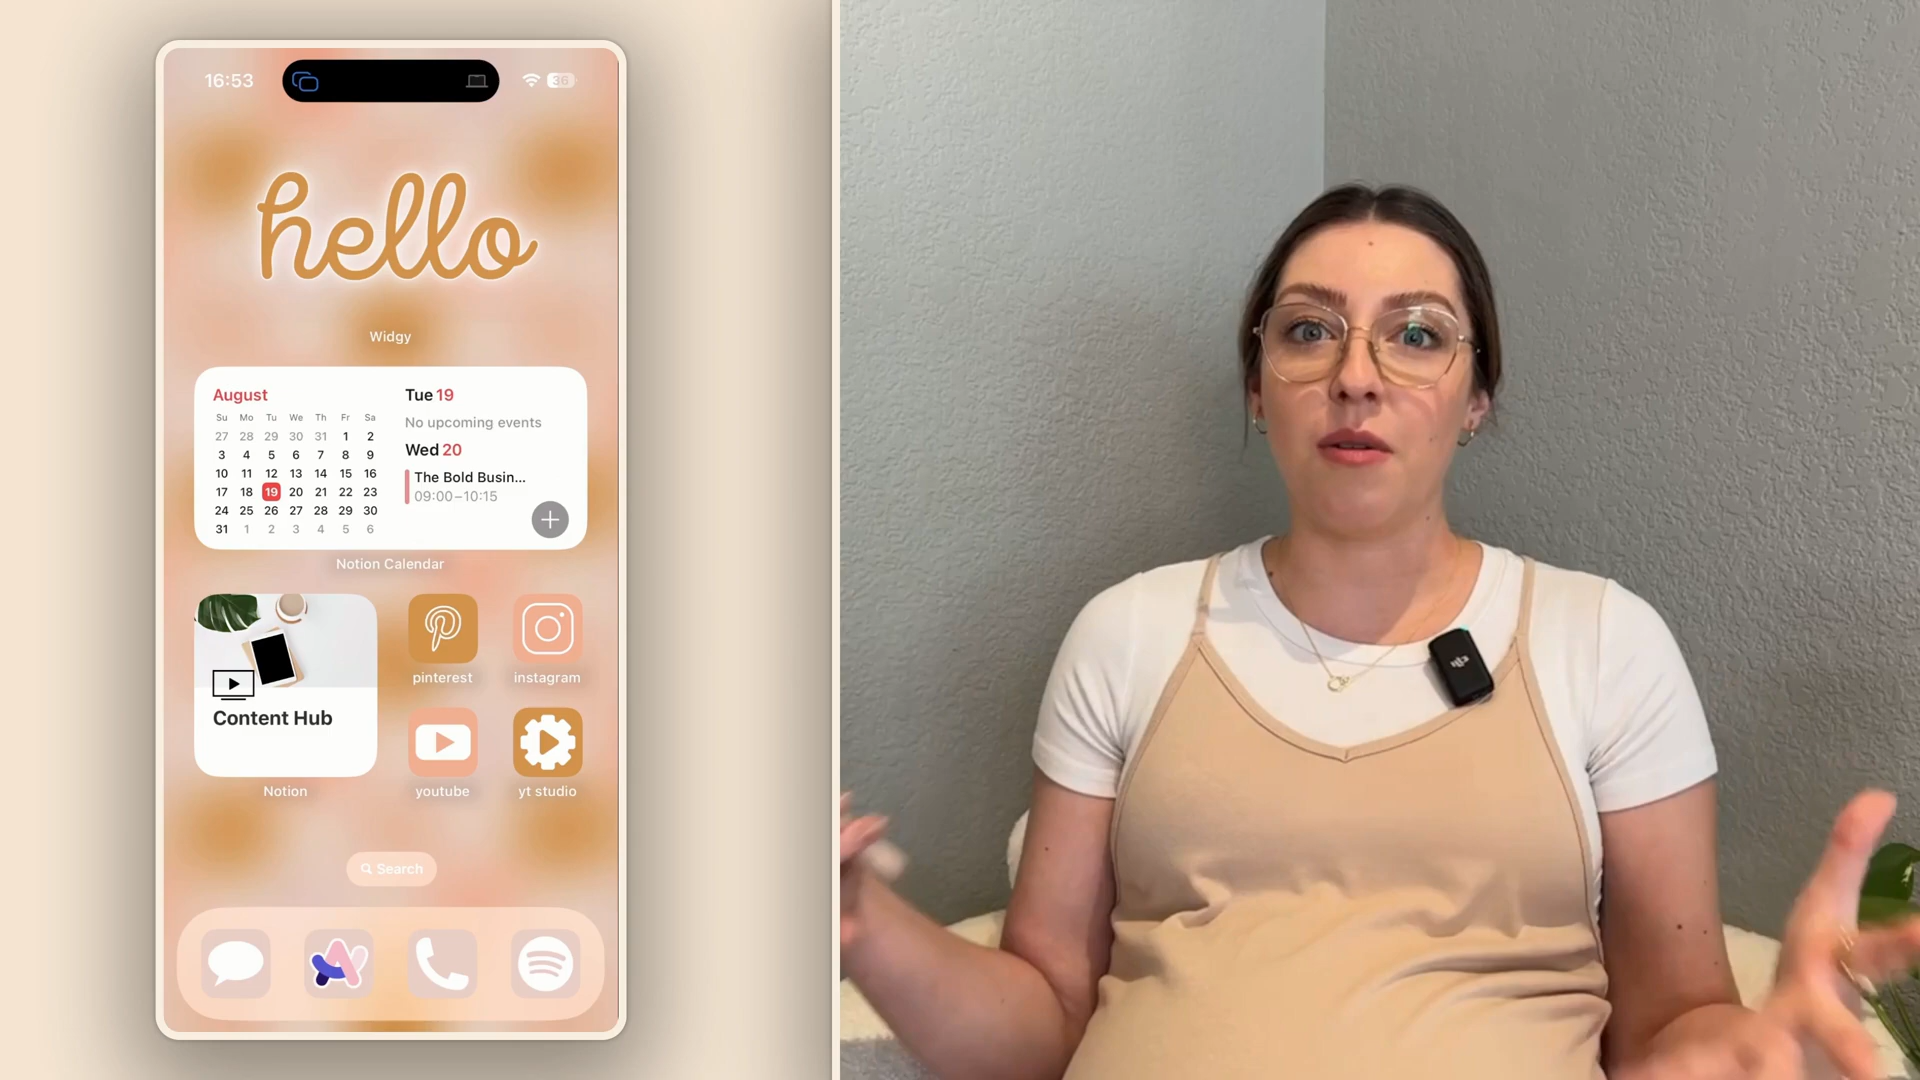 16:53
36
hello
Widgy
August
Su Mo Tu We Th Fr Sa
27 28 29 30 31 1 2
3 4 5 6 7 8 9
10 11 12 13 14 15 16
17 18 19 20 21 22 23
24 25 26 27 28 29 30
31 1 2 3 4 5 6
Tue 19
No upcoming events
Wed 20
The Bold Busin...
09:00–10:15
Notion Calendar
Content Hub
Notion
pinterest
instagram
youtube
yt studio
Search
dji